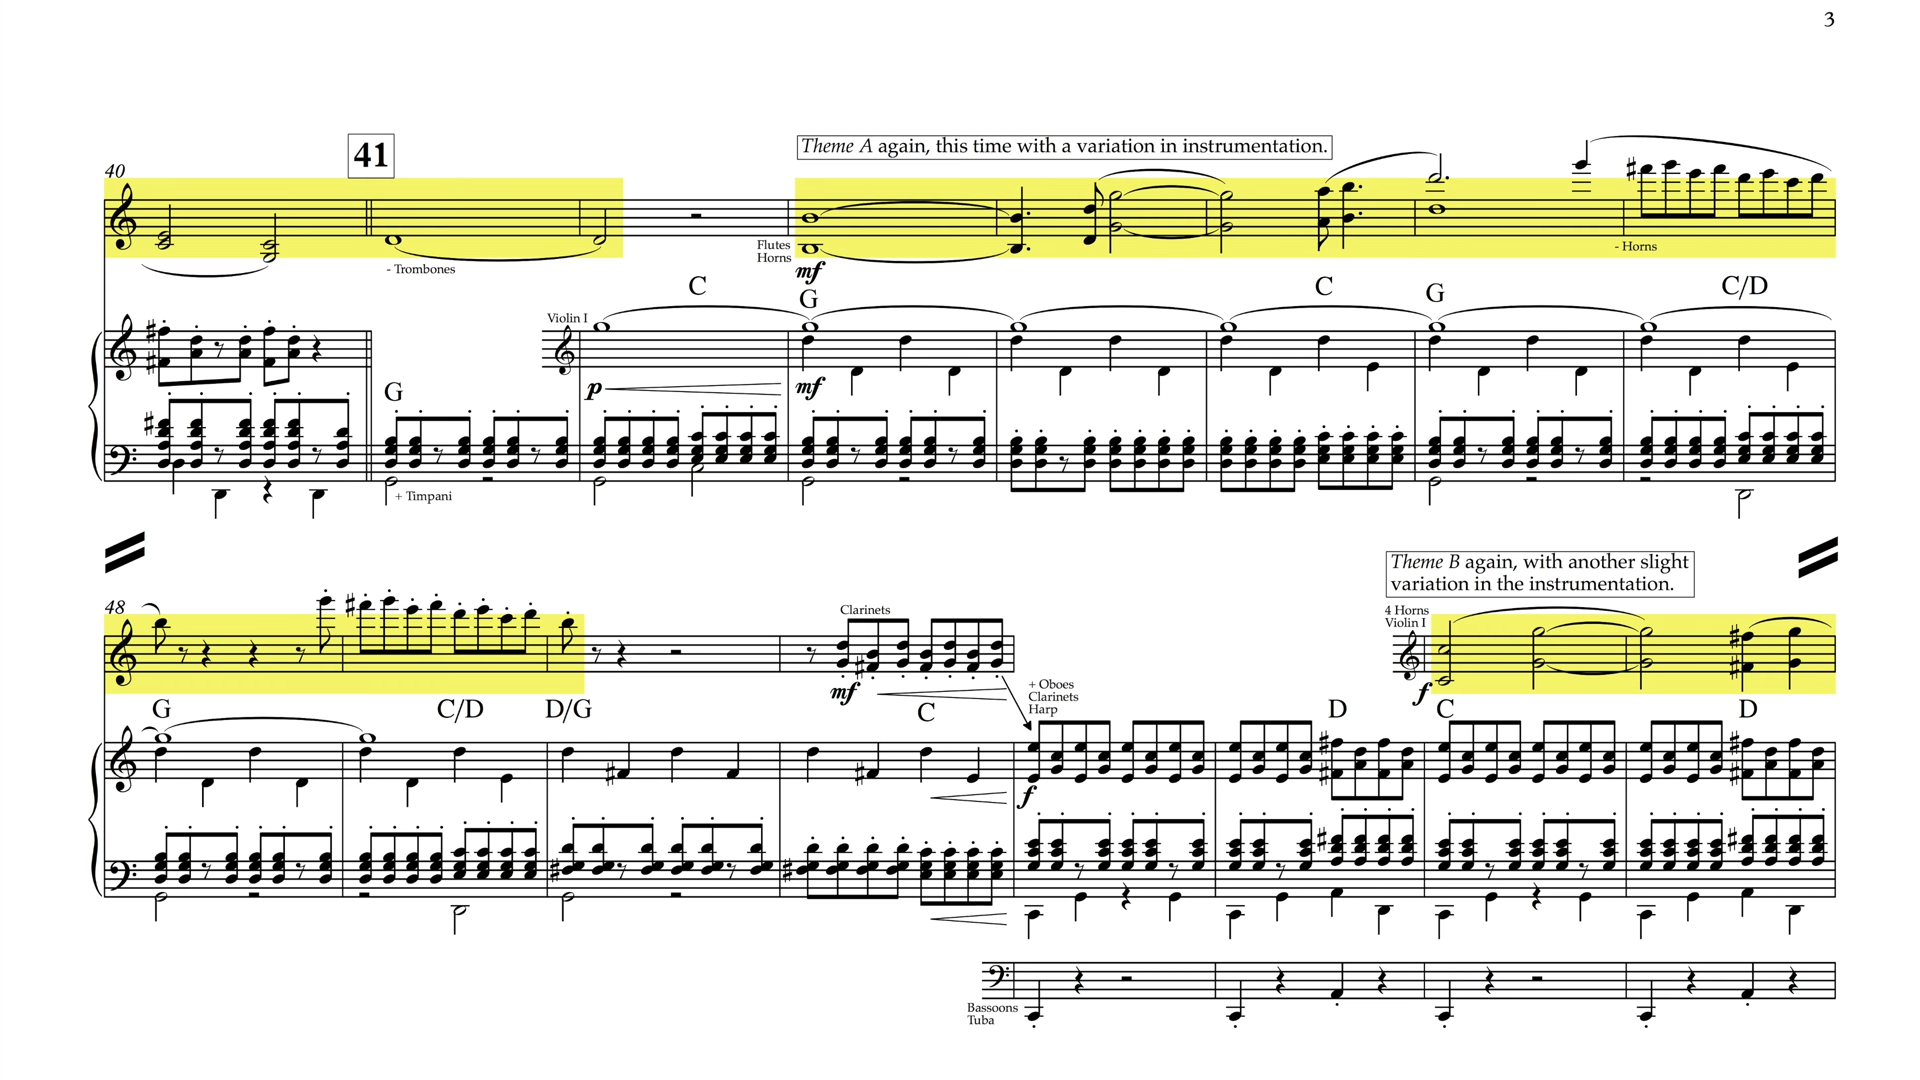 3
Theme A again, this time with a variation in instrumentation.
41
40
- Trombones
Flutes
Horns
mf
- Horns
C
G
C
G
C/D
Violin I
p
mf
G
+ Timpani
Theme B again, with another slight
variation in the instrumentation.
48
Clarinets
4 Horns
Violin I
mf
f
+ Oboes
Clarinets
Harp
G
C/D
D/G
C
D
C
D
f
Bassoons
Tuba